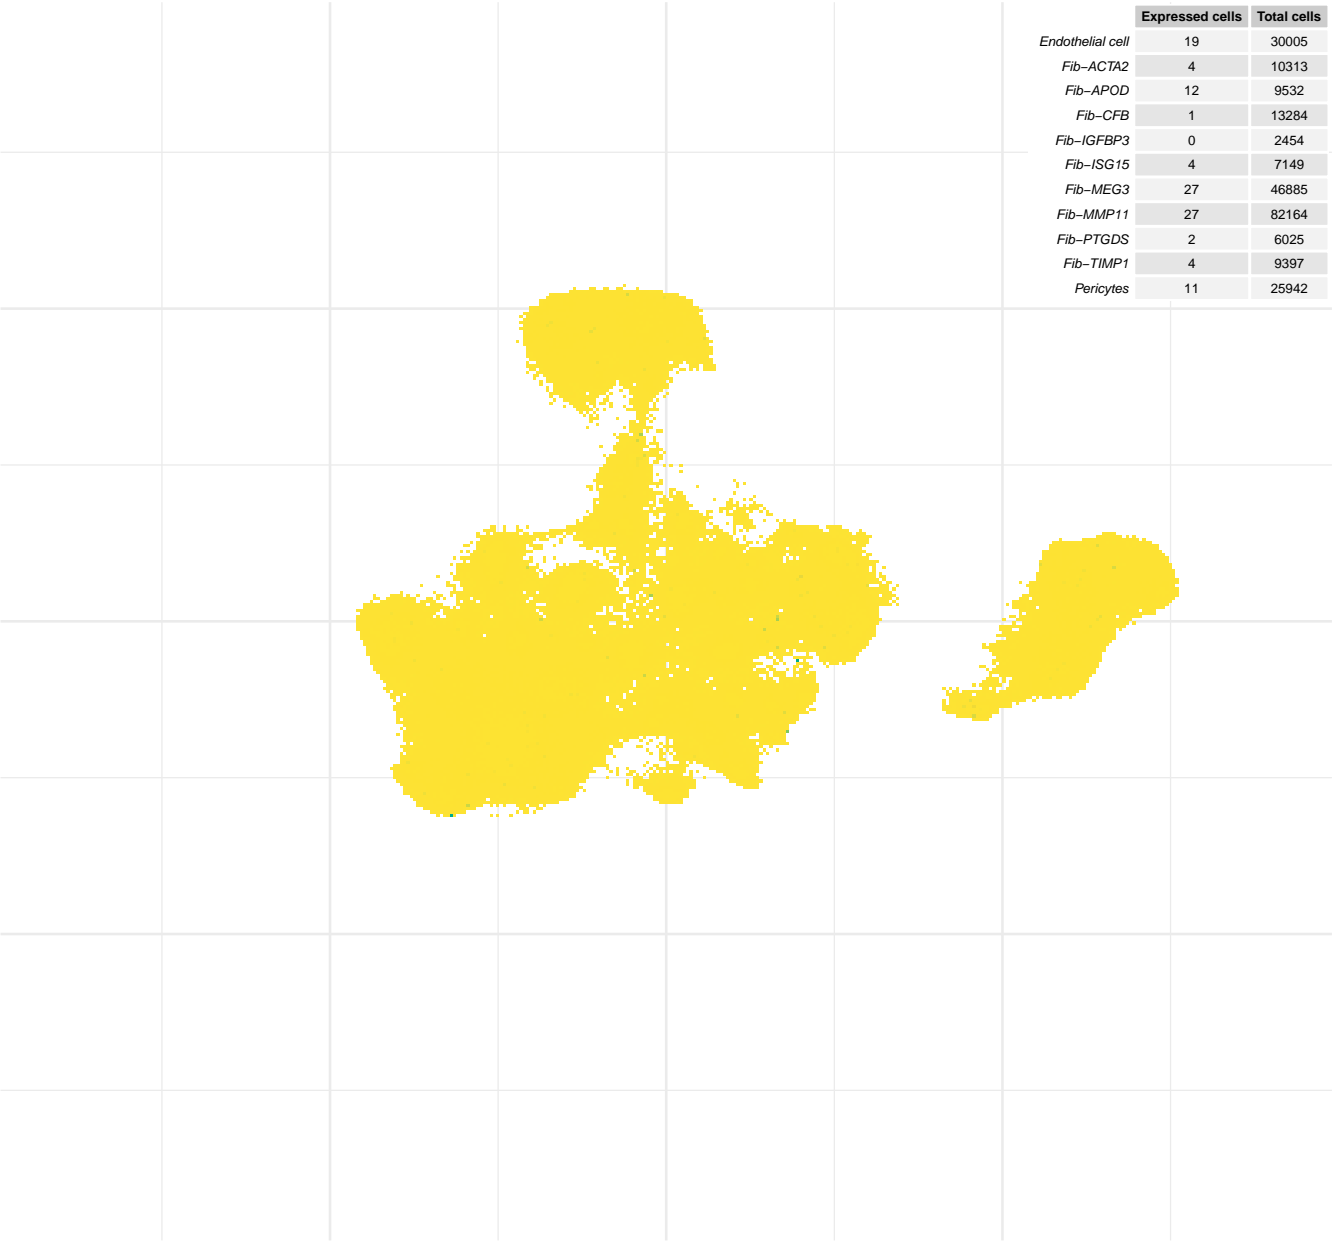 Expressed cells Total cells
Endothelial cell 19 30005
Fib−ACTA2 4 10313
Fib−APOD 12 9532
Fib−CFB 1 13284
Fib−IGFBP3 0 2454
Fib−ISG15 4 7149
Fib−MEG3 27 46885
Fib−MMP11 27 82164
Fib−PTGDS 2 6025
Fib−TIMP1 4 9397
Pericytes 11 25942